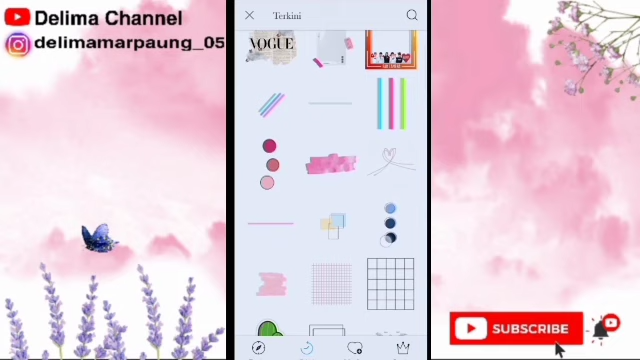 Delima Channel
delimamarpaung_05
Terkini
VOGUE
SUBSCRIBE